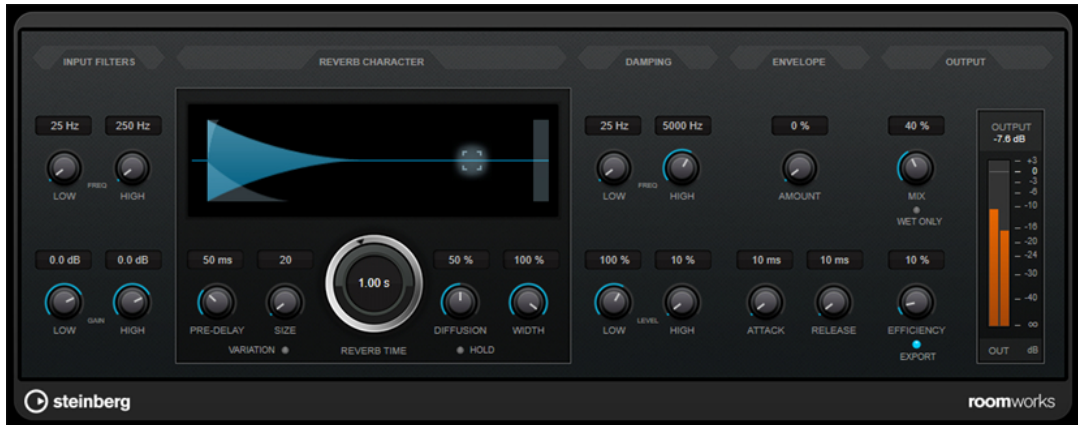 INPUT FILTERS
REVERB CHARACTER
DAMPING
ENVELOPE
OUTPUT
25 Hz
250 Hz
25 Hz
5000 Hz
0 %
40 %
OUTPUT
-7.6 dB
LOW
FREQ
HIGH
LOW
FREQ
HIGH
AMOUNT
MIX
WET ONLY
+3
0
-3
-6
-10
-16
-20
-24
-30
-40
∞
0.0 dB
0.0 dB
50 ms
20
1.00 s
50 %
100 %
100 %
10 %
10 ms
10 ms
10 %
LOW
GAIN
HIGH
PRE-DELAY
SIZE
DIFFUSION
WIDTH
LOW
LEVEL
HIGH
ATTACK
RELEASE
EFFICIENCY
VARIATION
REVERB TIME
HOLD
EXPORT
OUT
dB
steinberg
roomworks